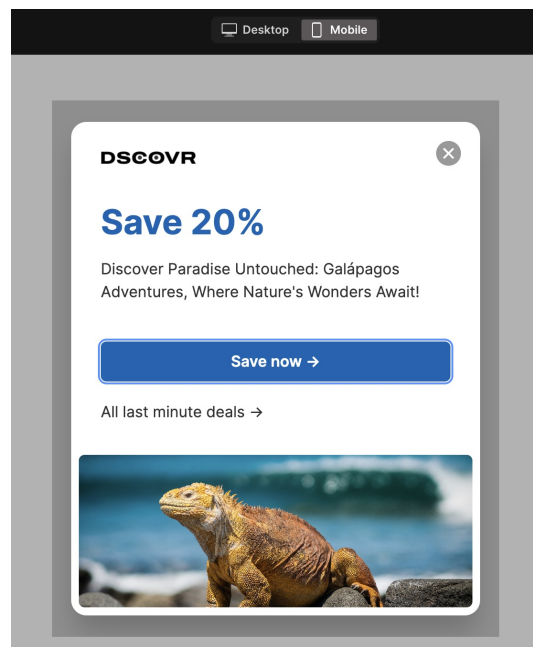 Desktop
Mobile
DSCOVR
Save 20%
Discover Paradise Untouched: Galápagos
Adventures, Where Nature's Wonders Await!
Save now →
All last minute deals →